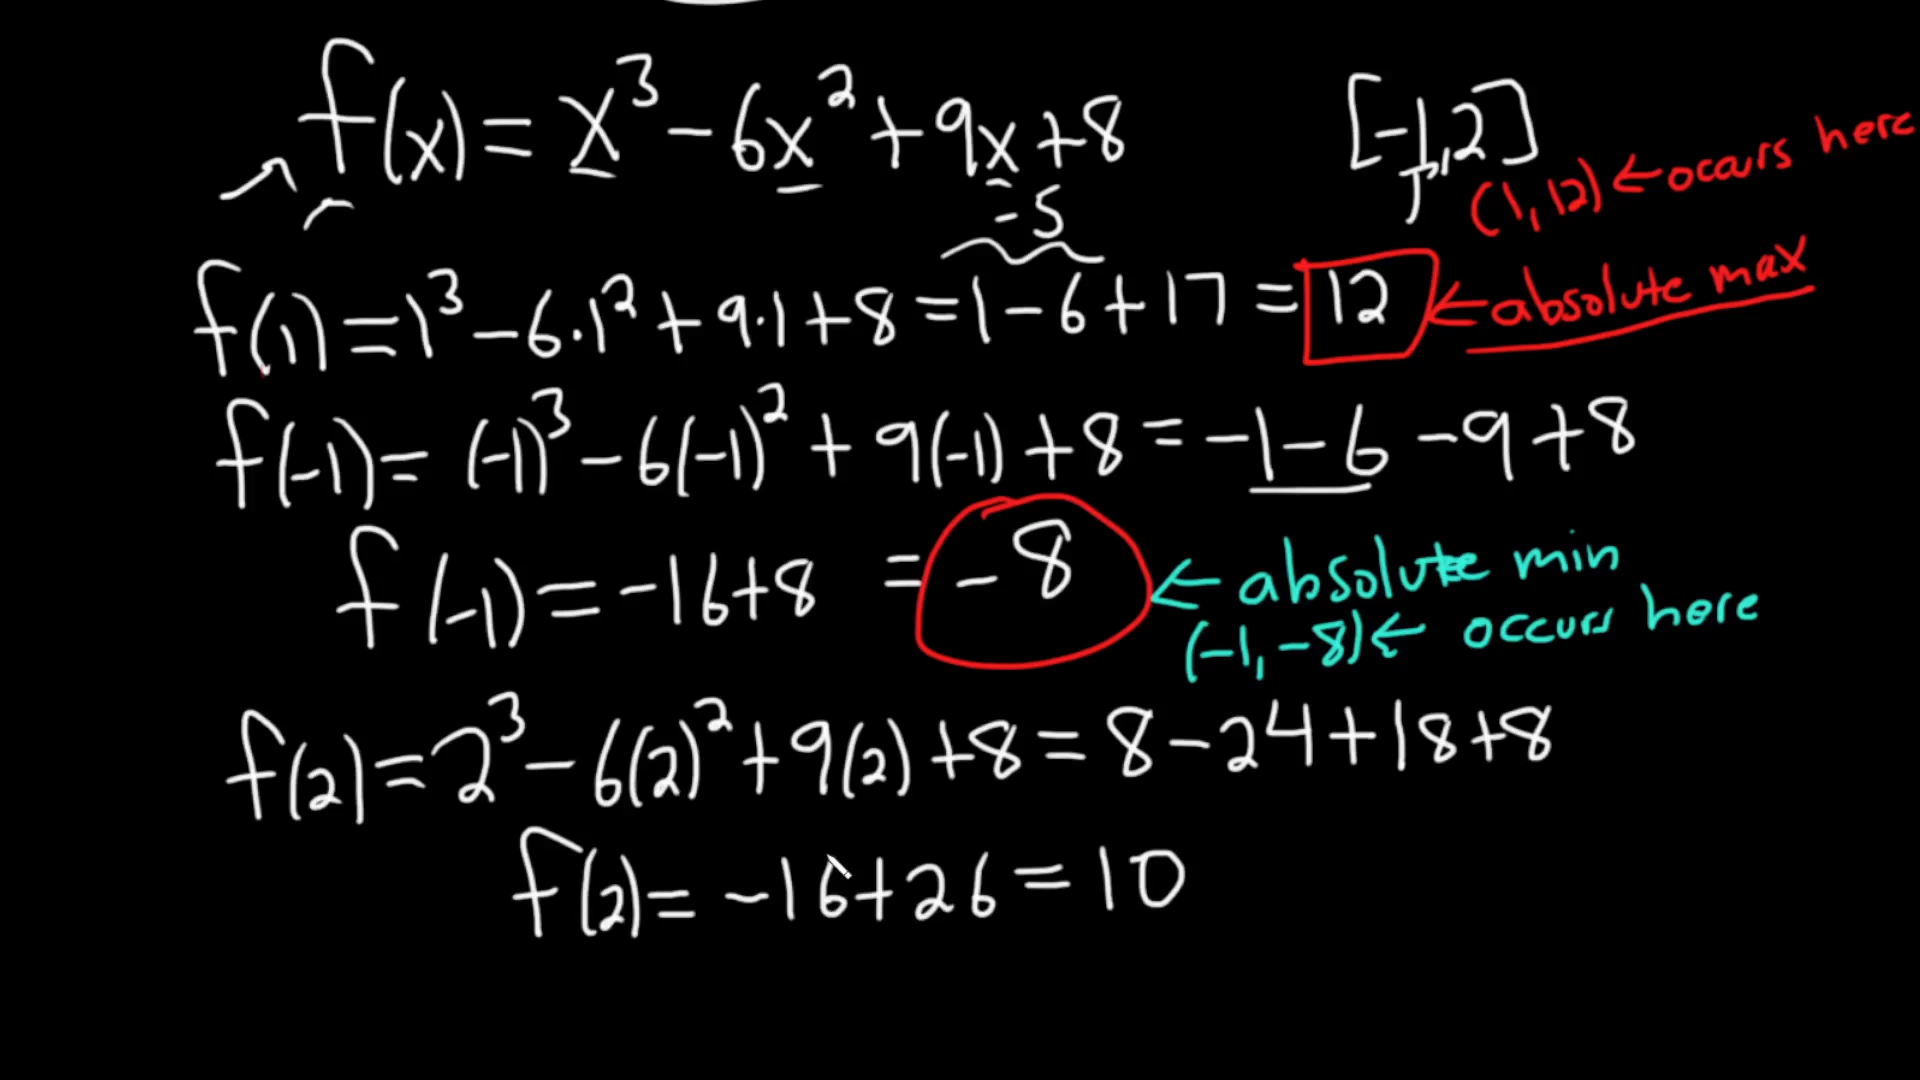 f(x) = x³ - 6x² + 9x + 8 [-1, 2]
(1, 12) ← occurs here
-5
f(1) = 1³ - 6·1² + 9·1 + 8 = 1 - 6 + 17 = 12 ← absolute max
f(-1) = (-1)³ - 6(-1)² + 9(-1) + 8 = -1 - 6 - 9 + 8
f(-1) = -16 + 8 = -8 ← absolute min
(-1, -8) ← occurs here
f(2) = 2³ - 6(2)² + 9(2) + 8 = 8 - 24 + 18 + 8
f(2) = -16 + 26 = 10